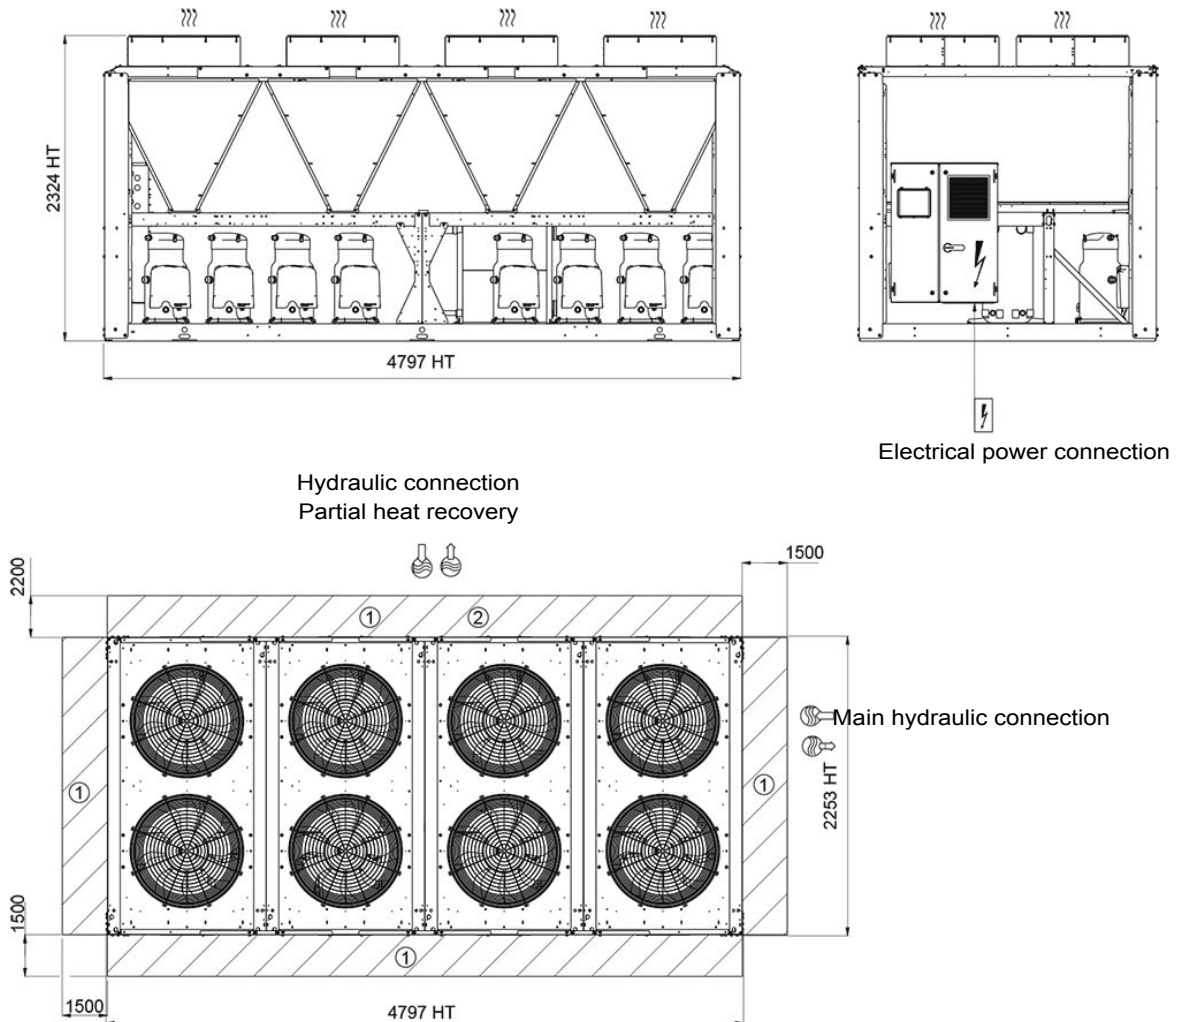 2324 HT
4797 HT
Electrical power connection
Hydraulic connection
Partial heat recovery
2200
1500
1
2
Main hydraulic connection
1
1
2253 HT
1500
1
1500
4797 HT